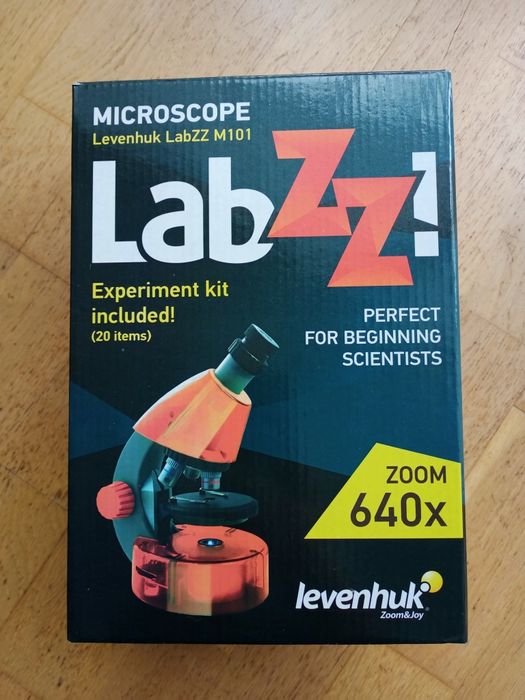 MICROSCOPE
Levenhuk LabZZ M101
LabZZ!
Experiment kit
included!
(20 items)
PERFECT
FOR BEGINNING
SCIENTISTS
ZOOM
640x
levenhuk®
Zoom&Joy